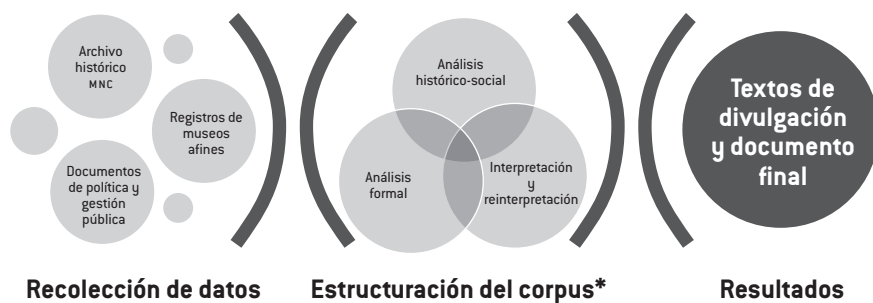 Archivo
histórico
MNC
Registros de
museos
afines
Documentos
de política y
gestión
pública
Recolección de datos
Análisis
histórico-social
Análisis
formal
Interpretación
y
reinterpretación
Estructuración del corpus*
Textos de
divulgación
y documento
final
Resultados